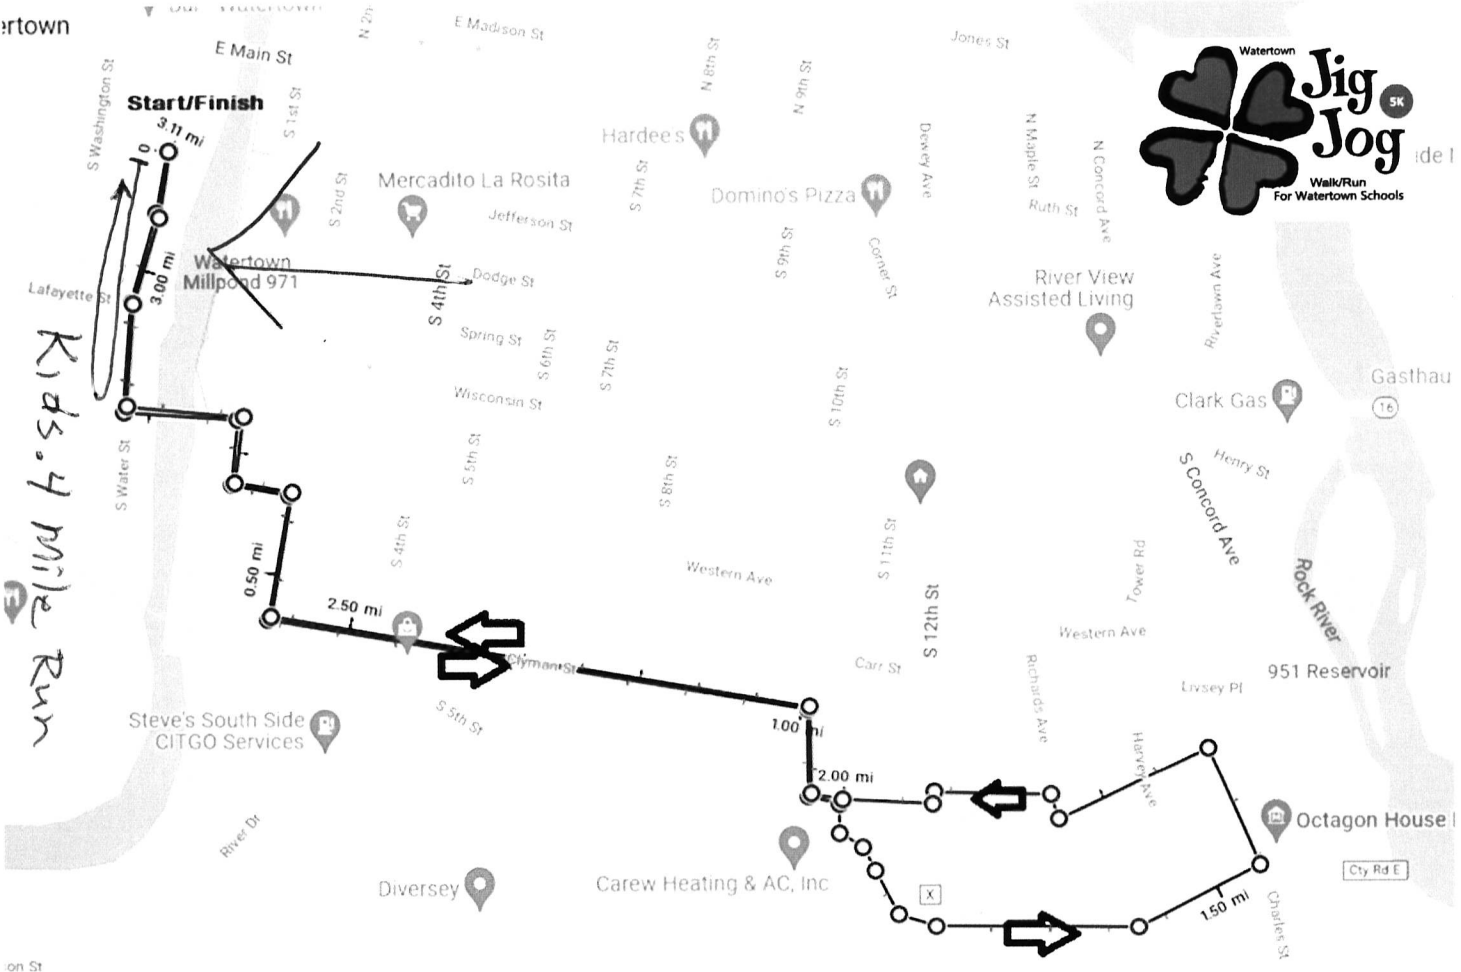 ertown
E Madison St
Jones St
E Main St
S Washington St
Start/Finish
3.11 mi
0
S 1st St
N 8th St
N 9th St
Hardee's
Watertown
Jig
Jog
5K
Walk/Run
For Watertown Schools
Mercadito La Rosita
S 2nd St
Jefferson St
S 7th St
Domino's Pizza
Dewey Ave
N Maple St
N Concord Ave
Ruth St
S 9th St
Corner St
Watertown
Millpond 971
3.00 mi
Lafayette St
S 4th St
Dodge St
River View
Assisted Living
Rivertawn Ave
Spring St
S 6th St
S 7th St
Wisconsin St
S 10th St
Clark Gas
Gasthau
16
Kids .4 Mile Run
S Water St
S 5th St
S 8th St
Henry St
S Concord Ave
S 4th St
0.50 mi
Western Ave
S 11th St
S 12th St
Tower Rd
Rock River
2.50 mi
Western Ave
Clyman St
Carr St
951 Reservoir
Livsey Pl
Richards Ave
Steve's South Side
CITGO Services
S 5th St
1.00 mi
Harvey Ave
2.00 mi
Octagon House
River Dr
Diversey
Carew Heating & AC, Inc
X
Cty Rd E
1.50 mi
Charles St
on St